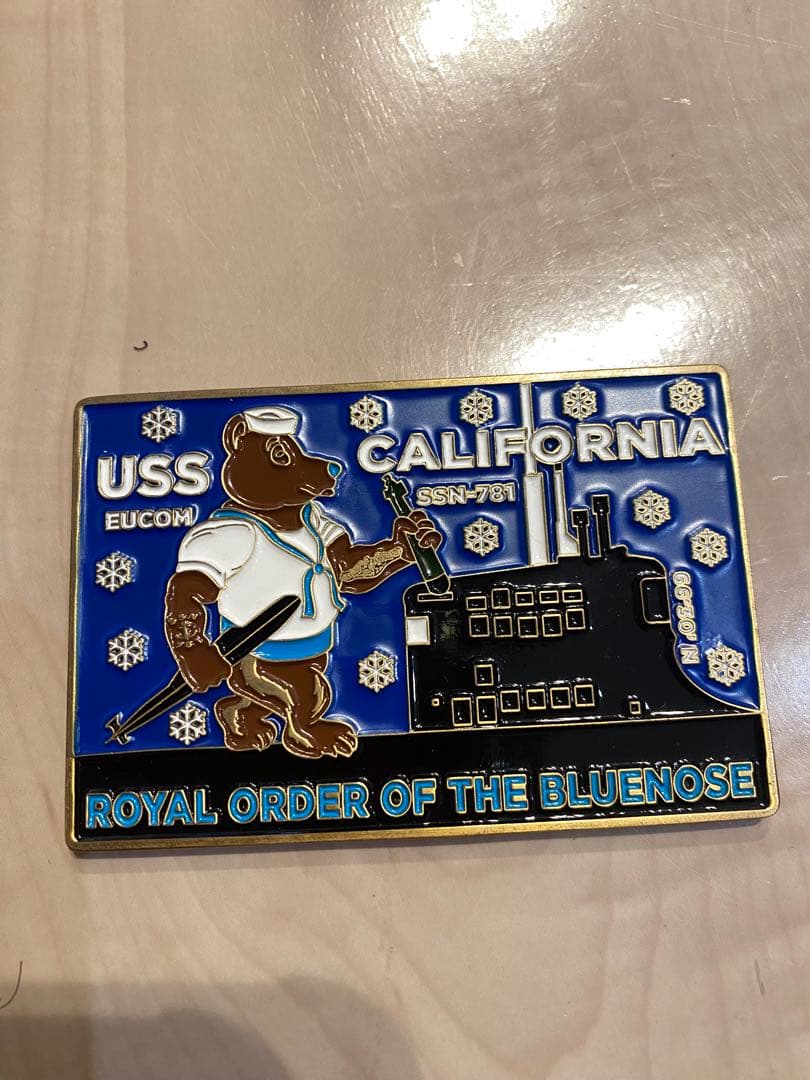 USS
EUCOM
CALIFORNIA
SSN-781
66°30' N
ROYAL ORDER OF THE BLUENOSE